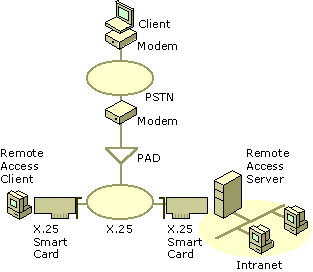 Client
Modem
PSTN
Modem
PAD
Remote
Access
Client
Remote
Access
Server
X.25
Smart
Card
X.25
X.25
Smart
Card
Intranet